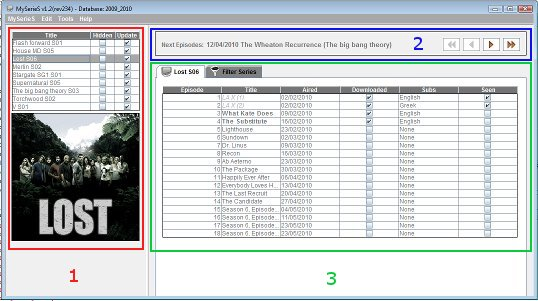 MySerieS v1.2(rev234) - Database: 2009_2010
MySerieS Edit Tools Help
Title Hidden Update
Flash forward S01
House MD S05
Lost S06
Merlin S02
Stargate SG1 S01
Supernatural S05
The big bang theory S03
Torchwood S02
V S01
LOST
1
Next Episodes: 12/04/2010 The Wheaton Recurrence (The big bang theory)
2
Lost S06 Filter Series
Episode Title Aired Downloaded Subs Seen
1 LA X (1) 02/02/2010 English
2 LA X (2) 02/02/2010 Greek
3 What Kate Does 09/02/2010 English
4 The Substitute 16/02/2010 English
5 Lighthouse 23/02/2010 None
6 Sundown 02/03/2010 None
7 Dr. Linus 09/03/2010 None
8 Recon 16/03/2010 None
9 Ab Aeterno 23/03/2010 None
10 The Package 30/03/2010 None
11 Happily Ever After 06/04/2010 None
12 Everybody Loves H... 13/04/2010 None
13 The Last Recruit 20/04/2010 None
14 The Candidate 27/04/2010 None
15 Season 6, Episode... 04/05/2010 None
16 Season 6, Episode... 11/05/2010 None
17 Season 6, Episode... 23/05/2010 None
18 Season 6, Episode... 23/05/2010 None
3